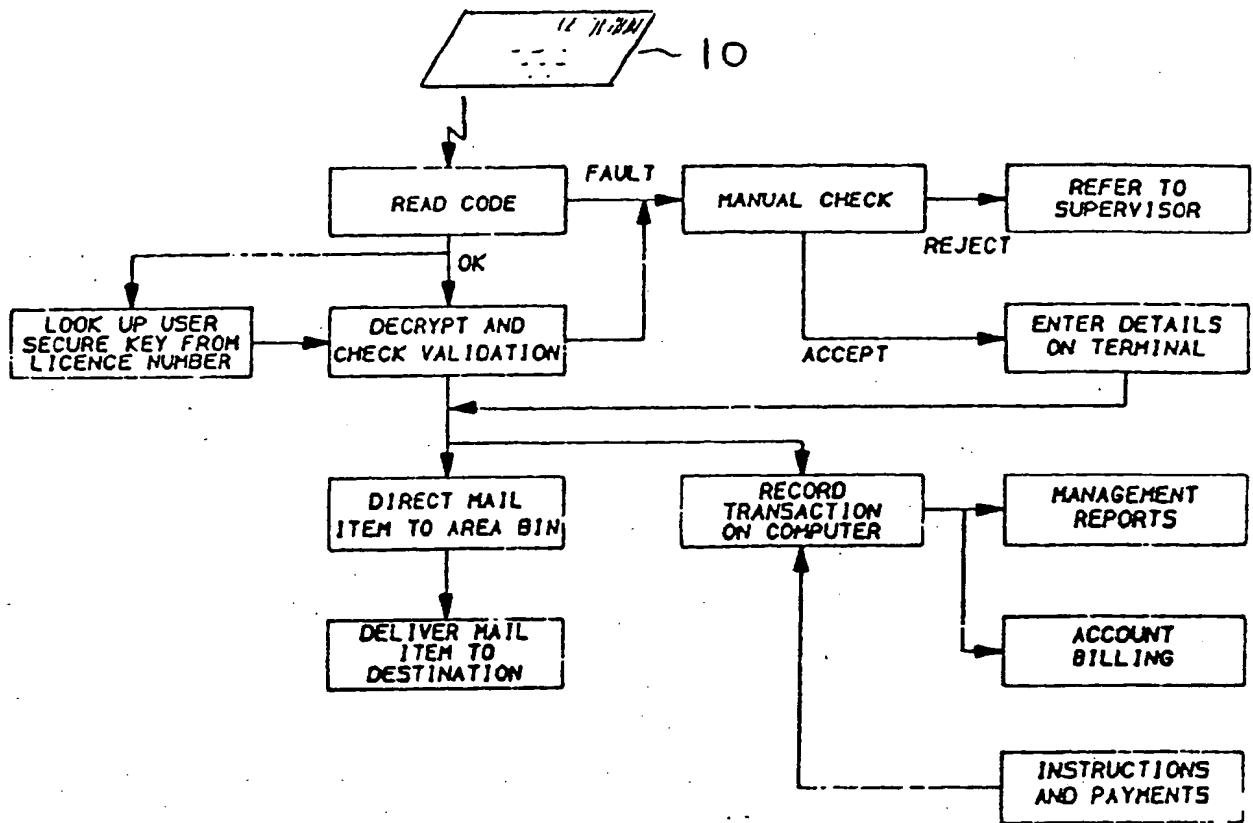 10
READ CODE
FAULT
MANUAL CHECK
REFER TO
SUPERVISOR
REJECT
OK
LOOK UP USER
SECURE KEY FROM
LICENCE NUMBER
DECRYPT AND
CHECK VALIDATION
ACCEPT
ENTER DETAILS
ON TERMINAL
DIRECT MAIL
ITEM TO AREA BIN
RECORD
TRANSACTION
ON COMPUTER
MANAGEMENT
REPORTS
DELIVER MAIL
ITEM TO
DESTINATION
ACCOUNT
BILLING
INSTRUCTIONS
AND PAYMENTS